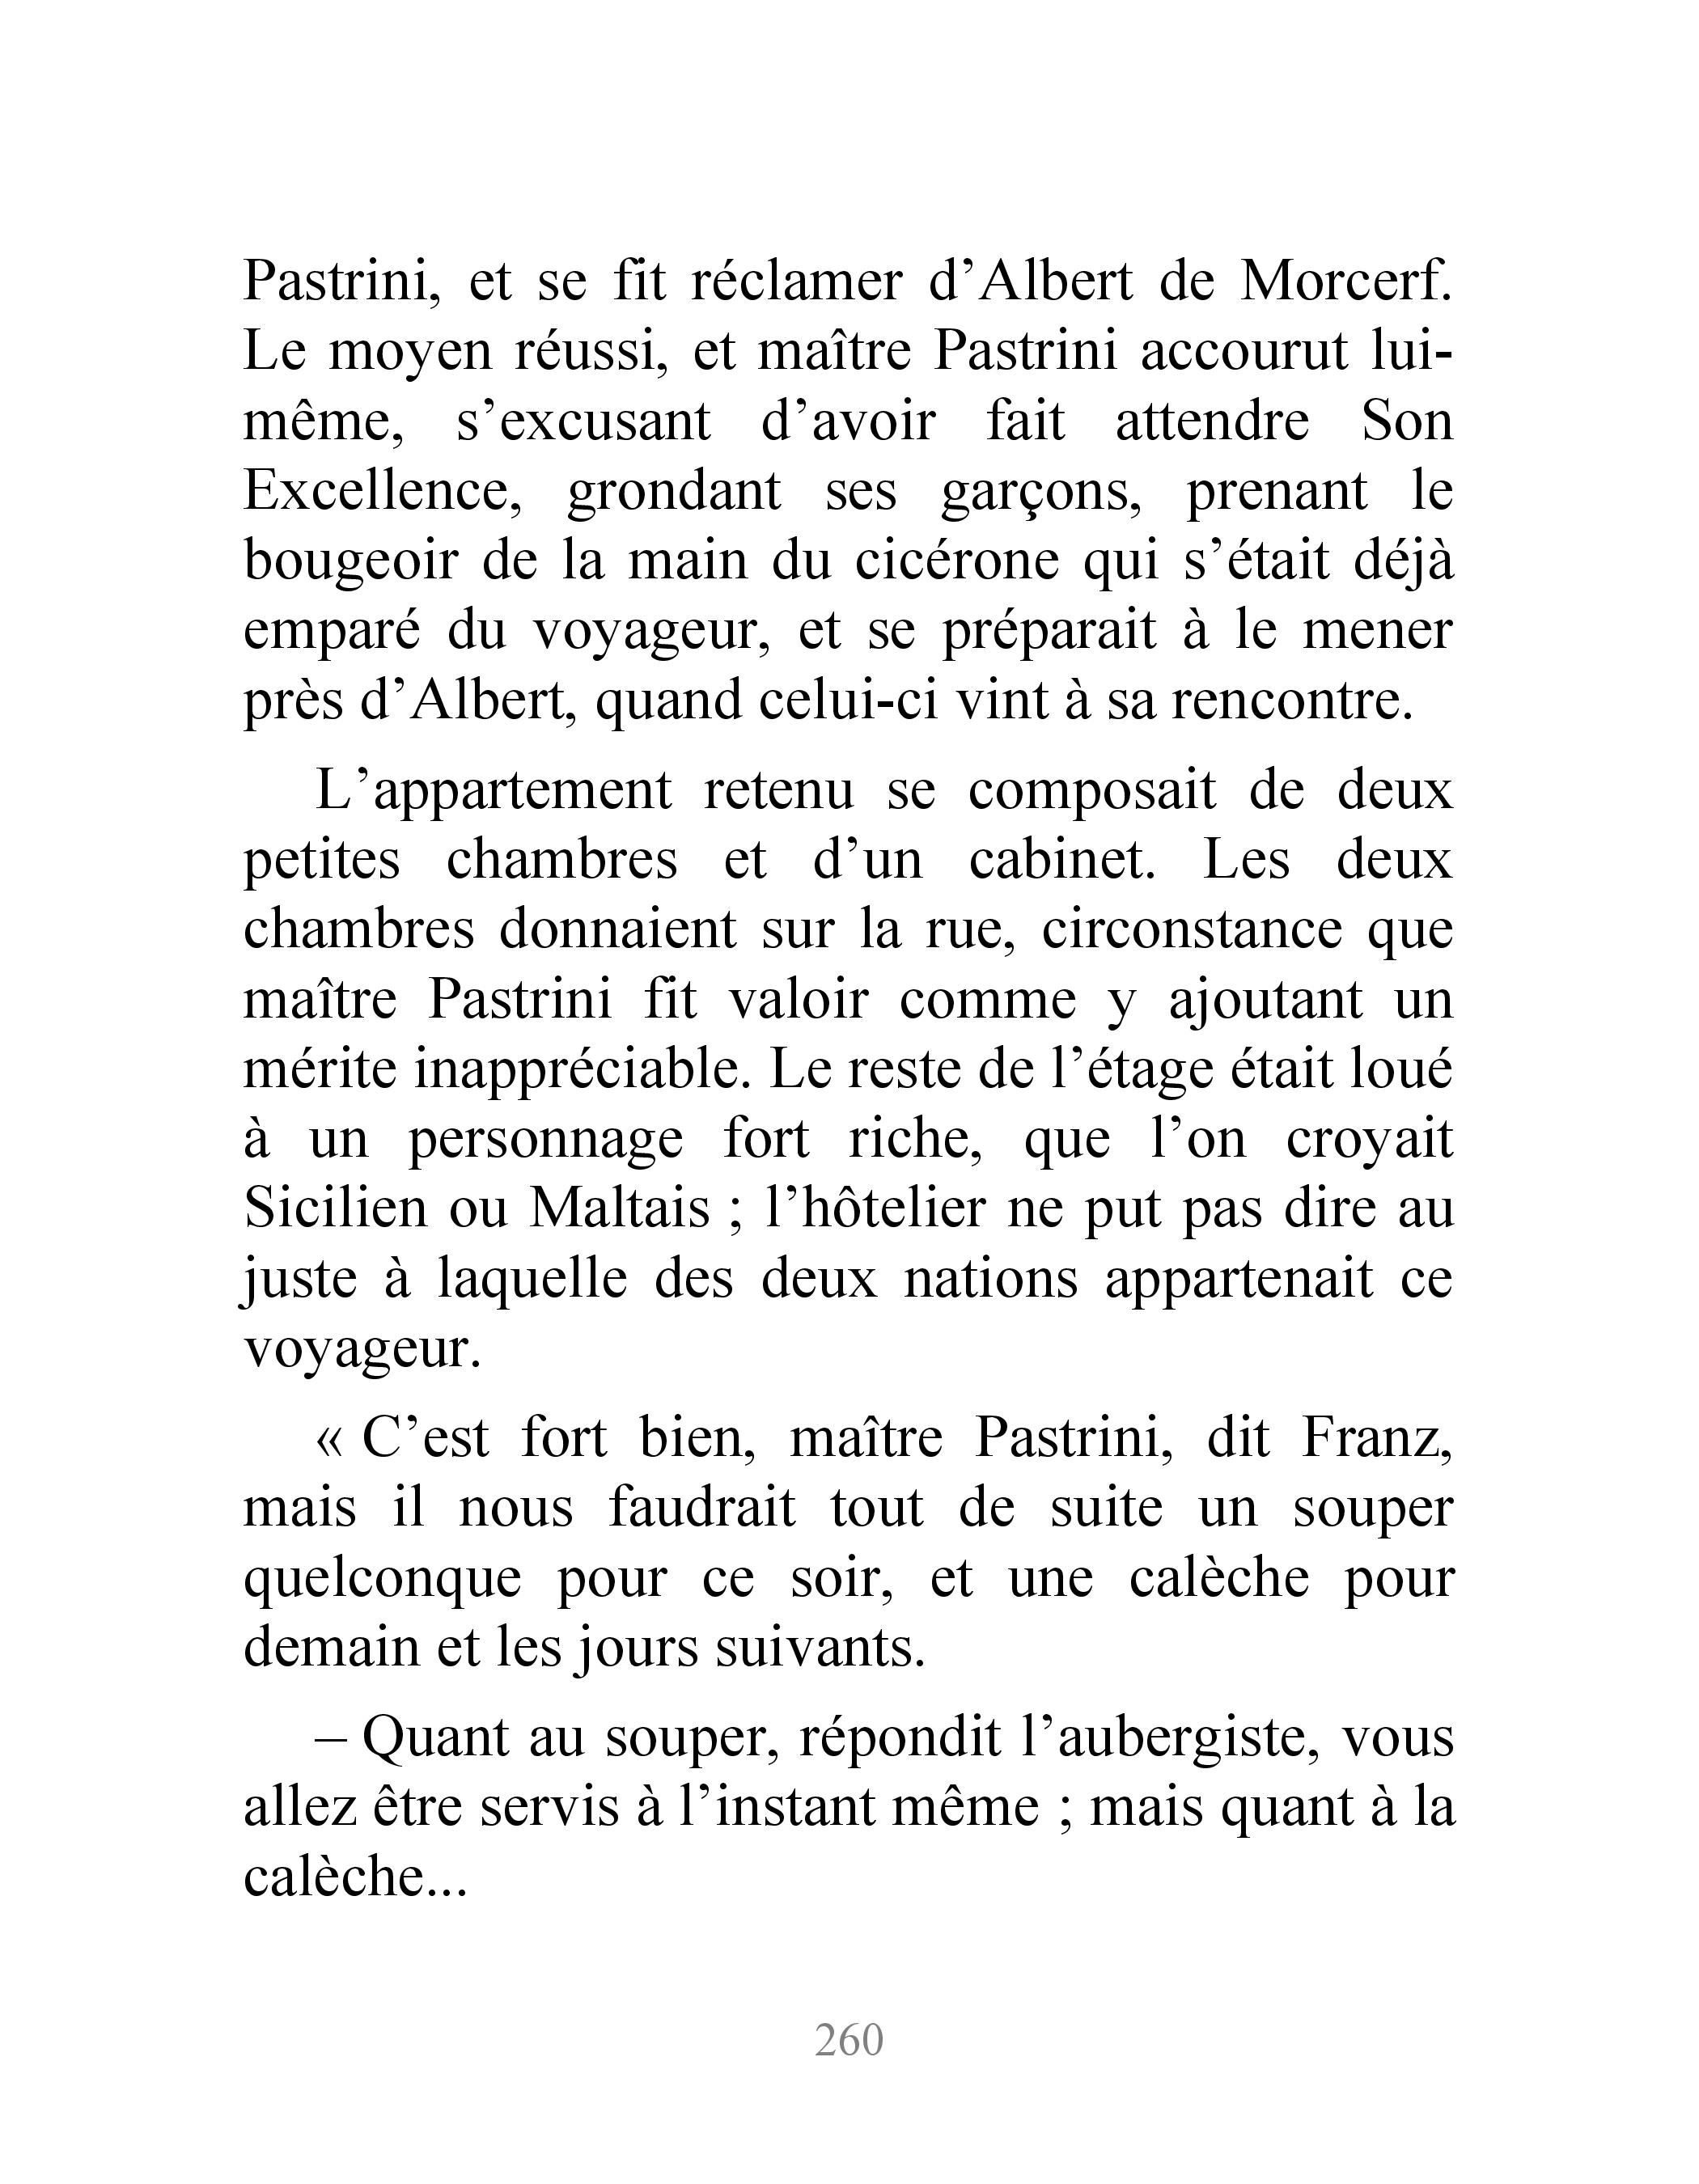 Pastrini, et se fit réclamer d’Albert de Morcerf.
Le moyen réussi, et maître Pastrini accourut lui-
même, s’excusant d’avoir fait attendre Son
Excellence, grondant ses garçons, prenant le
bougeoir de la main du cicérone qui s’était déjà
emparé du voyageur, et se préparait à le mener
près d’Albert, quand celui-ci vint à sa rencontre.
L’appartement retenu se composait de deux
petites chambres et d’un cabinet. Les deux
chambres donnaient sur la rue, circonstance que
maître Pastrini fit valoir comme y ajoutant un
mérite inappréciable. Le reste de l’étage était loué
à un personnage fort riche, que l’on croyait
Sicilien ou Maltais ; l’hôtelier ne put pas dire au
juste à laquelle des deux nations appartenait ce
voyageur.
« C’est fort bien, maître Pastrini, dit Franz,
mais il nous faudrait tout de suite un souper
quelconque pour ce soir, et une calèche pour
demain et les jours suivants.
– Quant au souper, répondit l’aubergiste, vous
allez être servis à l’instant même ; mais quant à la
calèche...
260